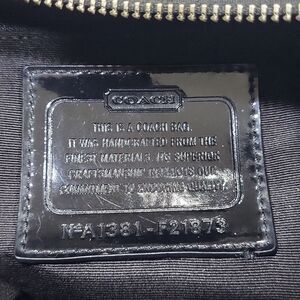 COACH
THIS IS A COACH BAG.
IT WAS HANDCRAFTED FROM THE
FINEST MATERIALS. ITS SUPERIOR
CRAFTSMANSHIP REFLECTS OUR
COMMITMENT TO ENDURING QUALITY.
Nº A1381-F21873